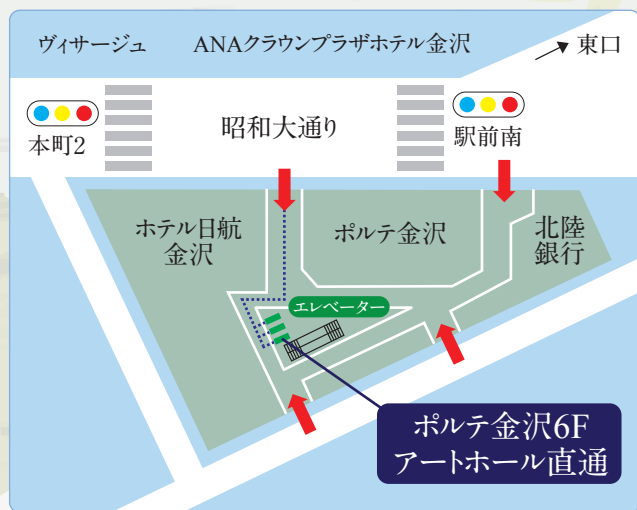 ヴィサージュ
ANAクラウンプラザホテル金沢
東口
本町2
昭和大通り
駅前南
ホテル日航
金沢
ポルテ金沢
北陸
銀行
エレベーター
ポルテ金沢6F
アートホール直通